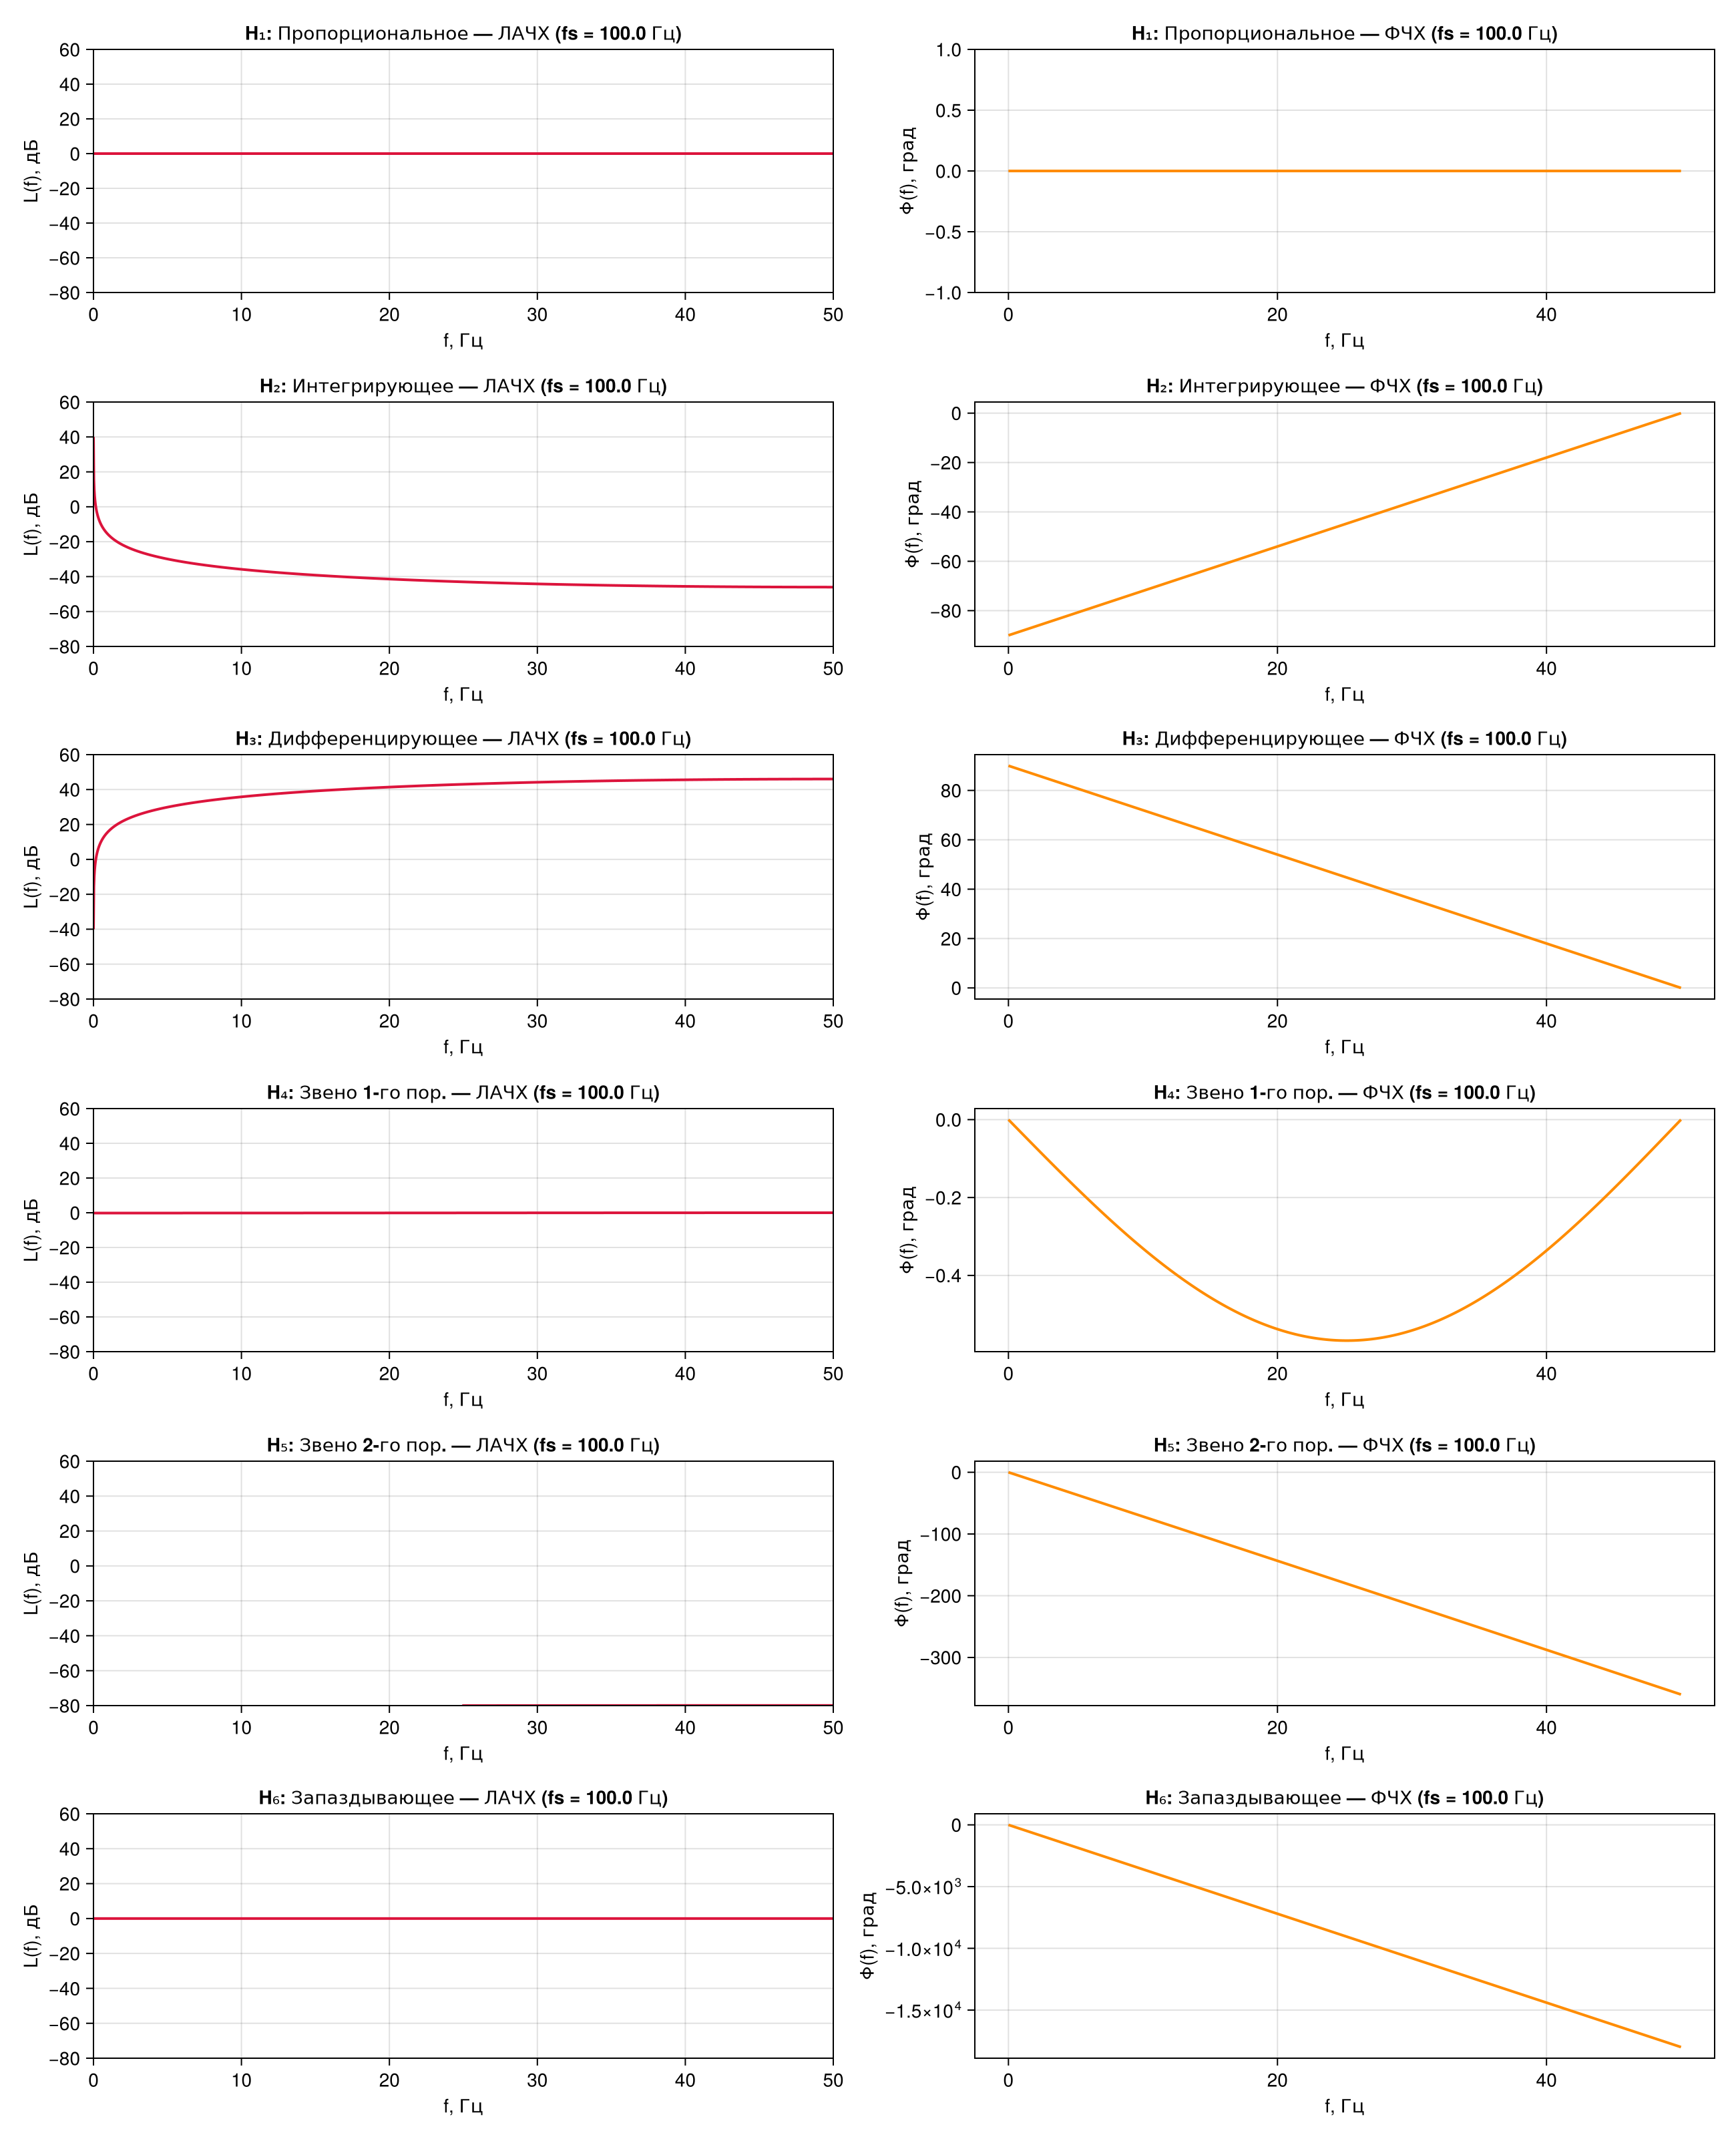 H₁: Пропорциональное — ЛАЧХ (fs = 100.0 Гц)
L(f), дБ
60
40
20
0
−20
−40
−60
−80
0 10 20 30 40 50
f, Гц
H₁: Пропорциональное — ФЧХ (fs = 100.0 Гц)
Φ(f), град
1.0
0.5
0.0
−0.5
−1.0
0 20 40
f, Гц
H₂: Интегрирующее — ЛАЧХ (fs = 100.0 Гц)
L(f), дБ
60
40
20
0
−20
−40
−60
−80
0 10 20 30 40 50
f, Гц
H₂: Интегрирующее — ФЧХ (fs = 100.0 Гц)
Φ(f), град
0
−20
−40
−60
−80
0 20 40
f, Гц
H₃: Дифференцирующее — ЛАЧХ (fs = 100.0 Гц)
L(f), дБ
60
40
20
0
−20
−40
−60
−80
0 10 20 30 40 50
f, Гц
H₃: Дифференцирующее — ФЧХ (fs = 100.0 Гц)
Φ(f), град
80
60
40
20
0
0 20 40
f, Гц
H₄: Звено 1-го пор. — ЛАЧХ (fs = 100.0 Гц)
L(f), дБ
60
40
20
0
−20
−40
−60
−80
0 10 20 30 40 50
f, Гц
H₄: Звено 1-го пор. — ФЧХ (fs = 100.0 Гц)
Φ(f), град
0.0
−0.2
−0.4
0 20 40
f, Гц
H₅: Звено 2-го пор. — ЛАЧХ (fs = 100.0 Гц)
L(f), дБ
60
40
20
0
−20
−40
−60
−80
0 10 20 30 40 50
f, Гц
H₅: Звено 2-го пор. — ФЧХ (fs = 100.0 Гц)
Φ(f), град
0
−100
−200
−300
0 20 40
f, Гц
H₆: Запаздывающее — ЛАЧХ (fs = 100.0 Гц)
L(f), дБ
60
40
20
0
−20
−40
−60
−80
0 10 20 30 40 50
f, Гц
H₆: Запаздывающее — ФЧХ (fs = 100.0 Гц)
Φ(f), град
0
−5.0×10³
−1.0×10⁴
−1.5×10⁴
0 20 40
f, Гц